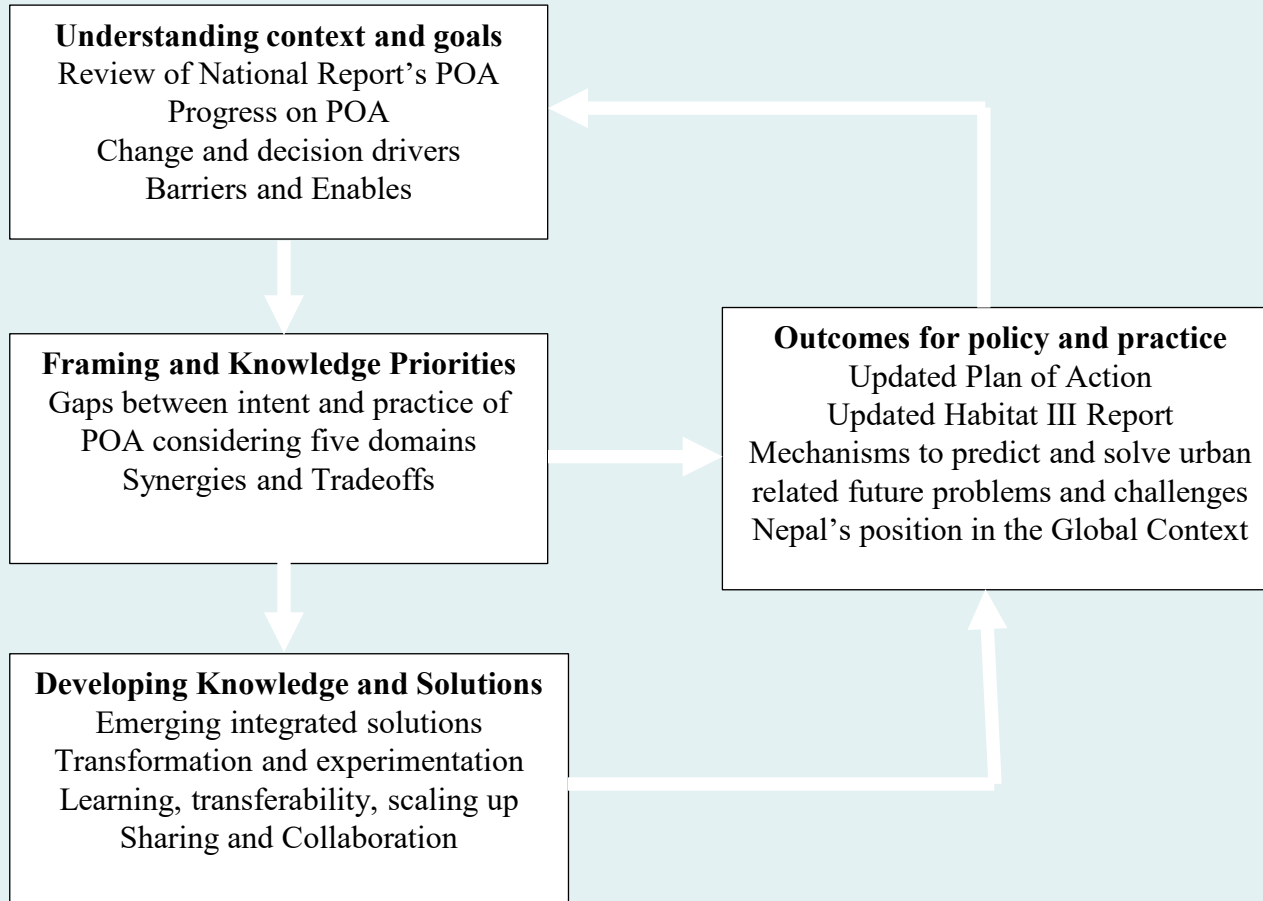 Understanding context and goals
Review of National Report’s POA
Progress on POA
Change and decision drivers
Barriers and Enables
Framing and Knowledge Priorities
Gaps between intent and practice of
POA considering five domains
Synergies and Tradeoffs
Developing Knowledge and Solutions
Emerging integrated solutions
Transformation and experimentation
Learning, transferability, scaling up
Sharing and Collaboration
Outcomes for policy and practice
Updated Plan of Action
Updated Habitat III Report
Mechanisms to predict and solve urban
related future problems and challenges
Nepal’s position in the Global Context